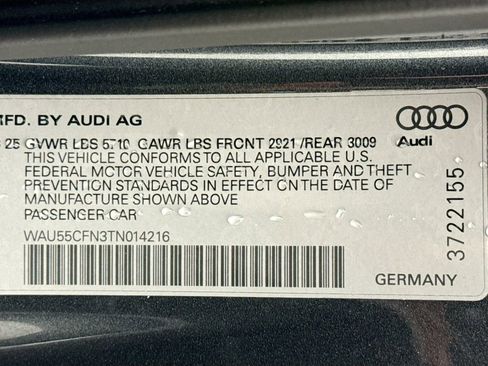 MFD. BY AUDI AG
25 GVWR LBS 5710 GAWR LBS FRONT 2921 /REAR 3009
THIS VEHICLE CONFORMS TO ALL APPLICABLE U.S.
FEDERAL MOTOR VEHICLE SAFETY, BUMPER AND THEFT
PREVENTION STANDARDS IN EFFECT ON THE DATE OF
MANUFACTURE SHOWN ABOVE
PASSENGER CAR
WAU55CFN3TN014216
Audi
3722155
GERMANY